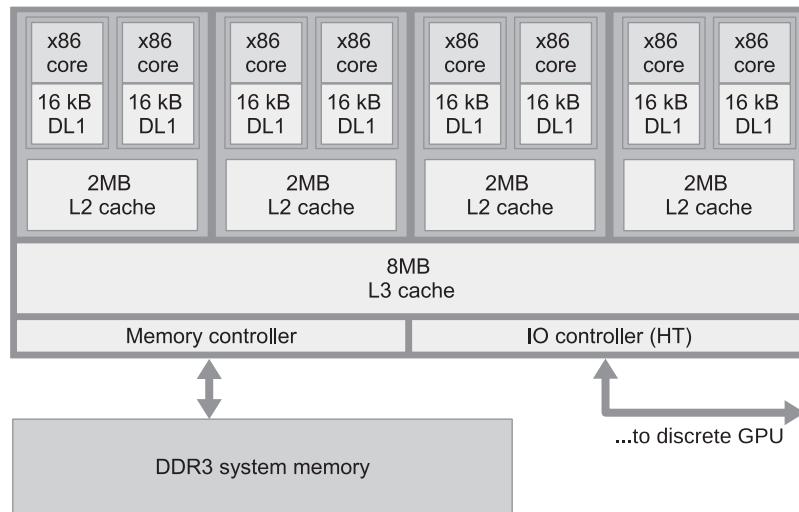 x86 x86 x86 x86 x86 x86 x86 x86
core core core core core core core core
16 kB 16 kB 16 kB 16 kB 16 kB 16 kB 16 kB 16 kB
DL1 DL1 DL1 DL1 DL1 DL1 DL1 DL1
2MB 2MB 2MB 2MB
L2 cache L2 cache L2 cache L2 cache
8MB
L3 cache
Memory controller IO controller (HT)
...to discrete GPU
DDR3 system memory